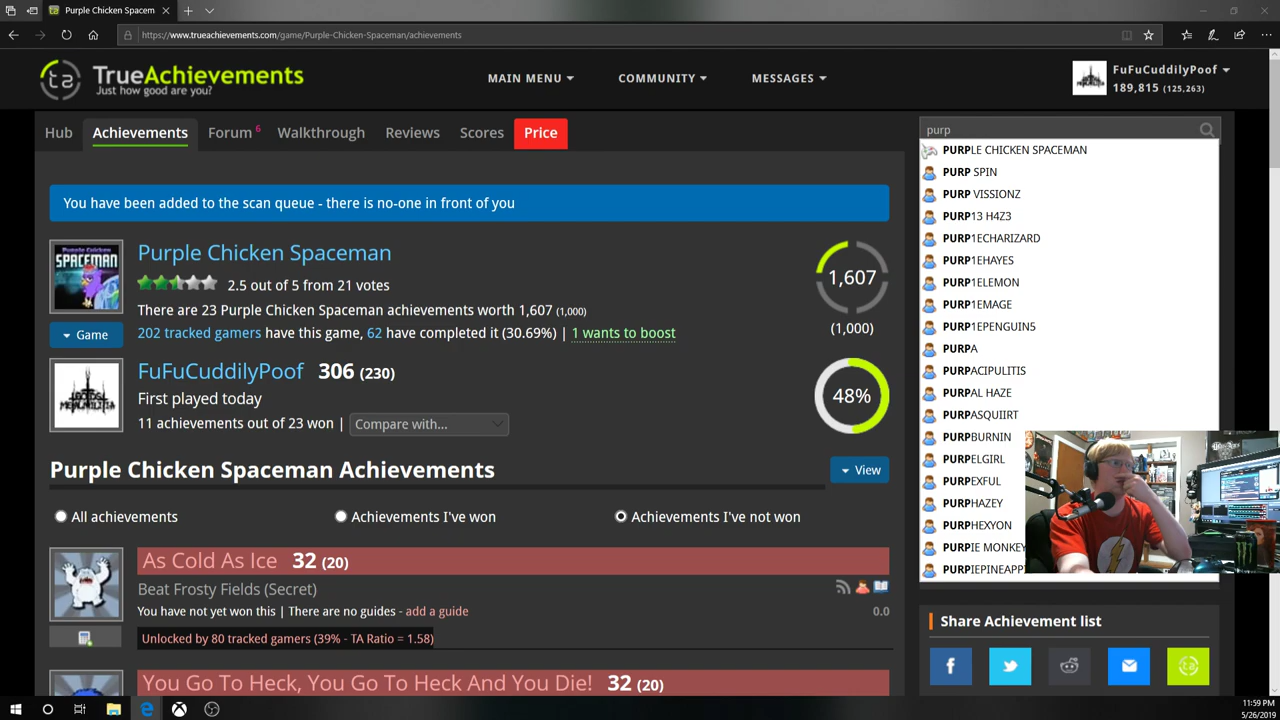 Purple Chicken Spacem
https://www.trueachievements.com/game/Purple-Chicken-Spaceman/achievements
TrueAchievements
Just how good are you?
MAIN MENU
COMMUNITY
MESSAGES
FuFuCuddilyPoof
189,815 (125,263)
Hub
Achievements
Forum 6
Walkthrough
Reviews
Scores
Price
You have been added to the scan queue - there is no-one in front of you
Purple Chicken SPACEMAN
Purple Chicken Spaceman
2.5 out of 5 from 21 votes
There are 23 Purple Chicken Spaceman achievements worth 1,607 (1,000)
202 tracked gamers have this game, 62 have completed it (30.69%) | 1 wants to boost
Game
1,607
(1,000)
FuFuCuddilyPoof 306 (230)
First played today
11 achievements out of 23 won | Compare with...
48%
Purple Chicken Spaceman Achievements
View
All achievements
Achievements I've won
Achievements I've not won
As Cold As Ice 32 (20)
Beat Frosty Fields (Secret)
You have not yet won this | There are no guides - add a guide
0.0
Unlocked by 80 tracked gamers (39% - TA Ratio = 1.58)
You Go To Heck, You Go To Heck And You Die! 32 (20)
purp
PURPLE CHICKEN SPACEMAN
PURP SPIN
PURP VISSIONZ
PURP13 H4Z3
PURP1ECHARIZARD
PURP1EHAYES
PURP1ELEMON
PURP1EMAGE
PURP1EPENGUIN5
PURPA
PURPACIPULITIS
PURPAL HAZE
PURPASQUIRT
PURPBURNIN
PURPELGIRL
PURPEXFUL
PURPHAZEY
PURPHEXYON
PURPIE MONKEY
PURPIEPINEAPP
Share Achievement list
11:59 PM
5/26/2019